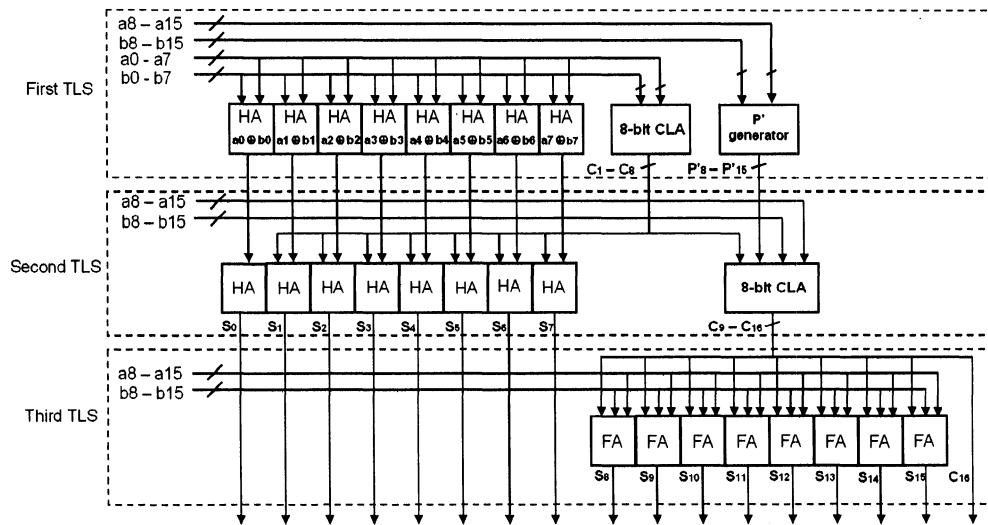 a8 – a15
b8 – b15
a0 - a7
b0 - b7
First TLS
HA HA HA HA HA HA HA HA
a0⊕b0 a1⊕b1 a2⊕b2 a3⊕b3 a4⊕b4 a5⊕b5 a6⊕b6 a7⊕b7
8-bit CLA
P' generator
C1 – C8
P'8 – P'15
a8 – a15
b8 – b15
Second TLS
HA HA HA HA HA HA HA HA
8-bit CLA
S0 S1 S2 S3 S4 S5 S6 S7
C9 – C16
a8 – a15
b8 – b15
Third TLS
FA FA FA FA FA FA FA FA
S8 S9 S10 S11 S12 S13 S14 S15 C16